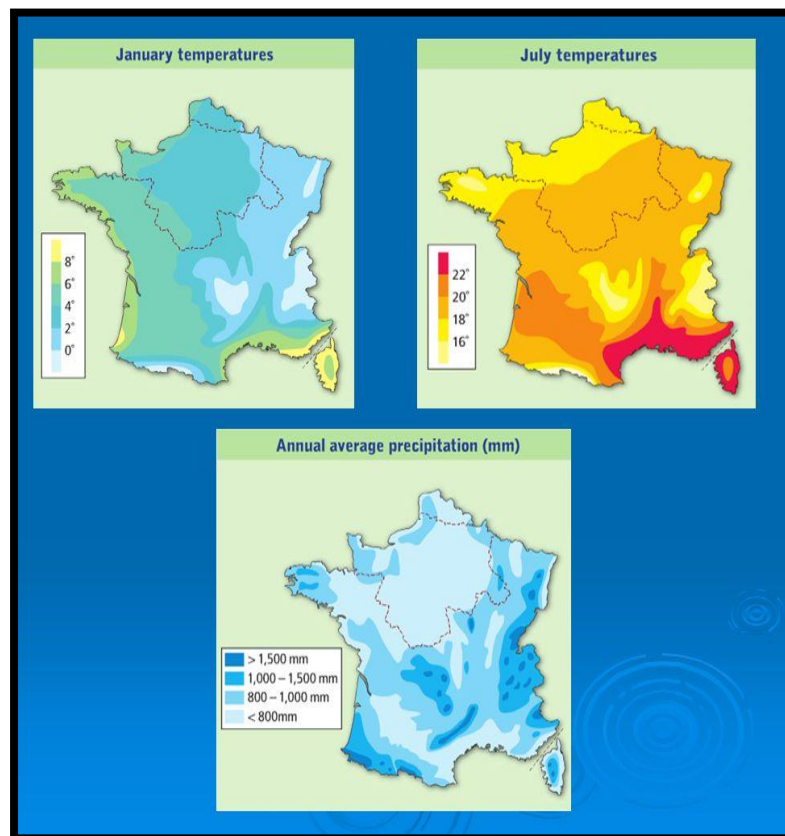 January temperatures
8°
6°
4°
2°
0°
July temperatures
22°
20°
18°
16°
Annual average precipitation (mm)
> 1,500 mm
1,000 – 1,500 mm
800 – 1,000 mm
< 800mm